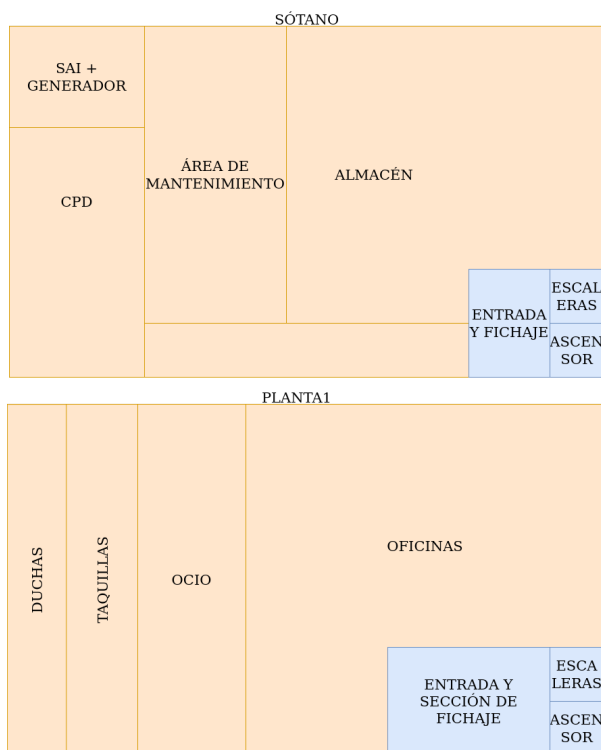 SÓTANO
SAI +
GENERADOR
CPD
ÁREA DE
MANTENIMIENTO
ALMACÉN
ENTRADA
Y FICHAJE
ESCAL
ERAS
ASCEN
SOR
PLANTA1
DUCHAS
TAQUILLAS
OCIO
OFICINAS
ENTRADA Y
SECCIÓN DE
FICHAJE
ESCA
LERAS
ASCEN
SOR